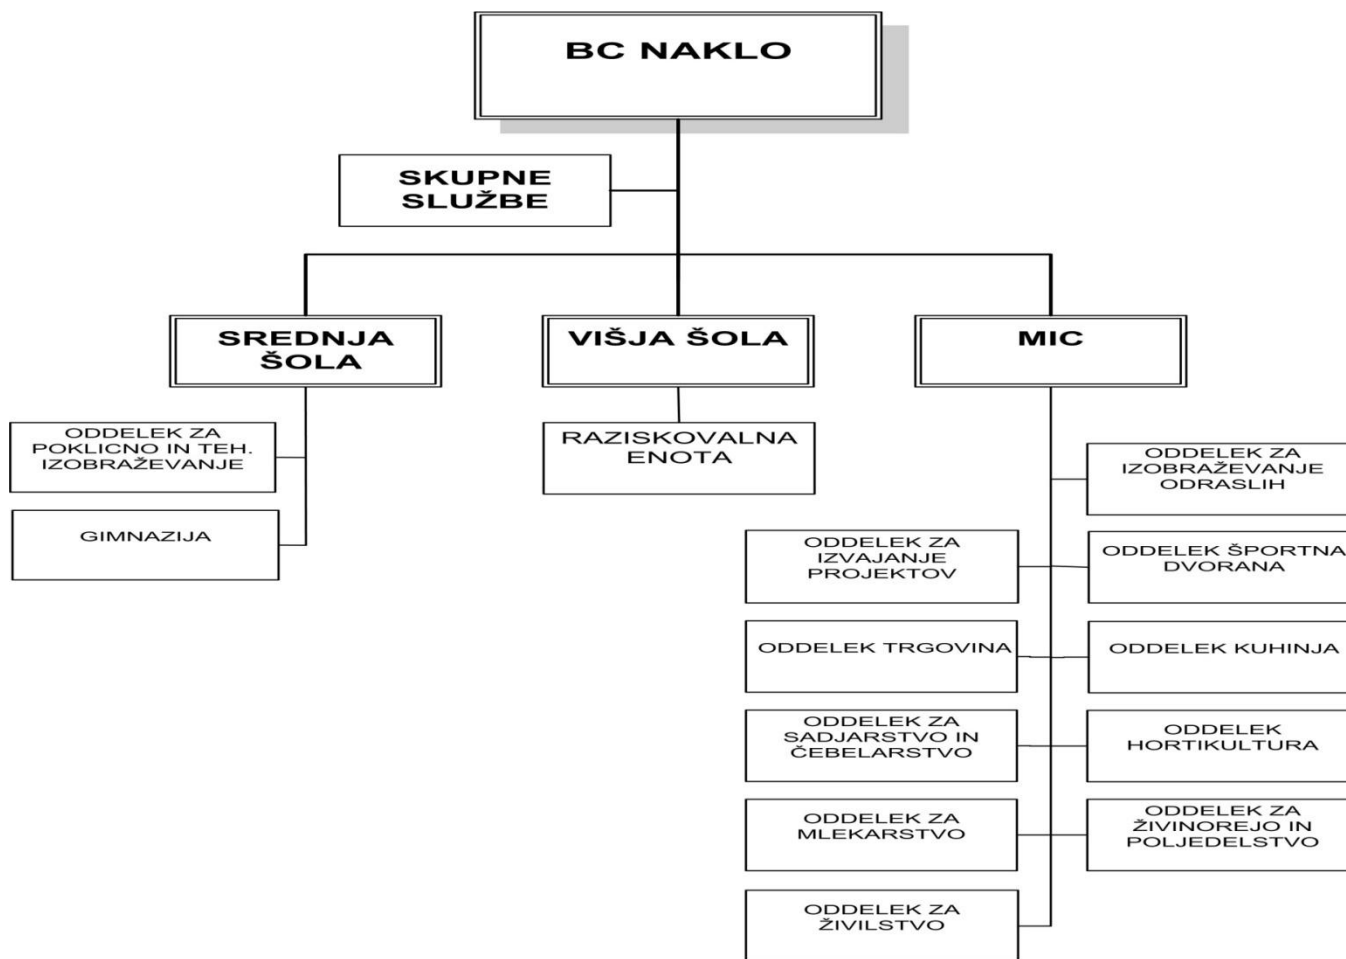 BC NAKLO
SKUPNE
SLUŽBE
SREDNJA
ŠOLA
VIŠJA ŠOLA
MIC
ODDELEK ZA
POKLICNO IN TEH.
IZOBRAŽEVANJE
GIMNAZIJA
RAZISKOVALNA
ENOTA
ODDELEK ZA
IZOBRAŽEVANJE
ODRASLIH
ODDELEK ZA
IZVAJANJE
PROJEKTOV
ODDELEK ŠPORTNA
DVORANA
ODDELEK TRGOVINA
ODDELEK KUHINJA
ODDELEK ZA
SADJARSTVO IN
ČEBELARSTVO
ODDELEK
HORTIKULTURA
ODDELEK ZA
MLEKARSTVO
ODDELEK ZA
ŽIVINOREJO IN
POLJEDELSTVO
ODDELEK ZA
ŽIVILSTVO